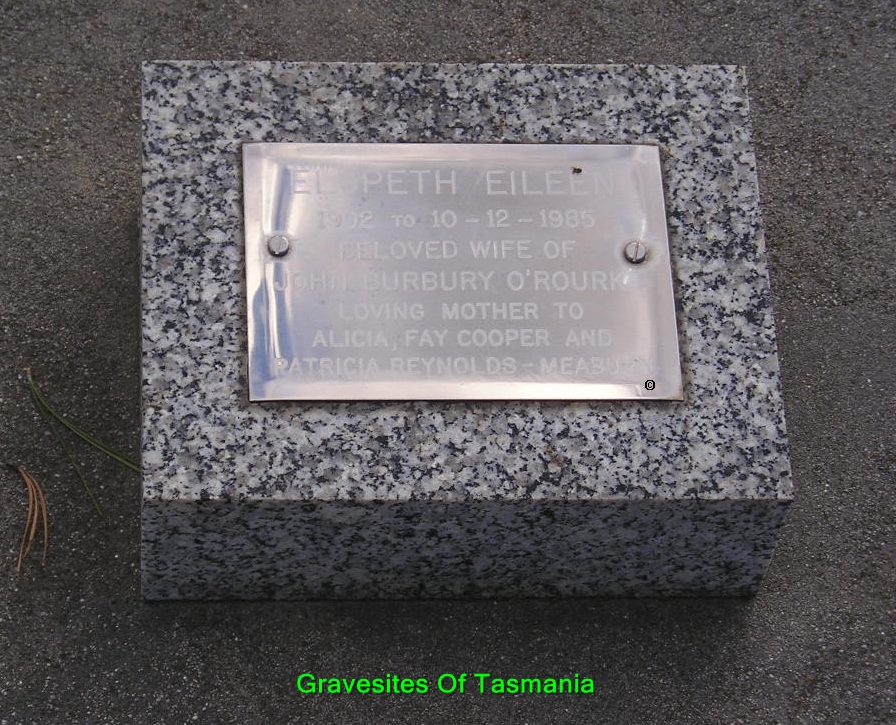 ELSPETH EILEEN
1902 TO 10-12-1985
BELOVED WIFE OF
JOHN BURBURY O'ROURKE
LOVING MOTHER TO
ALICIA, FAY COOPER AND
PATRICIA REYNOLDS-MEABURN
©
Gravesites Of Tasmania